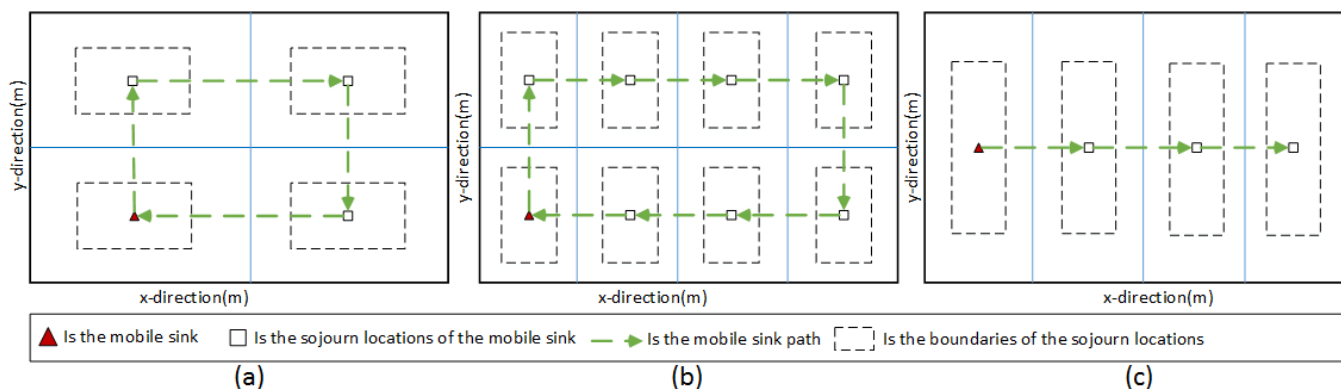 y-direction(m)
y-direction(m)
y-direction(m)
x-direction(m)
x-direction(m)
x-direction(m)
Is the mobile sink
Is the sojourn locations of the mobile sink
Is the mobile sink path
Is the boundaries of the sojourn locations
(a)
(b)
(c)